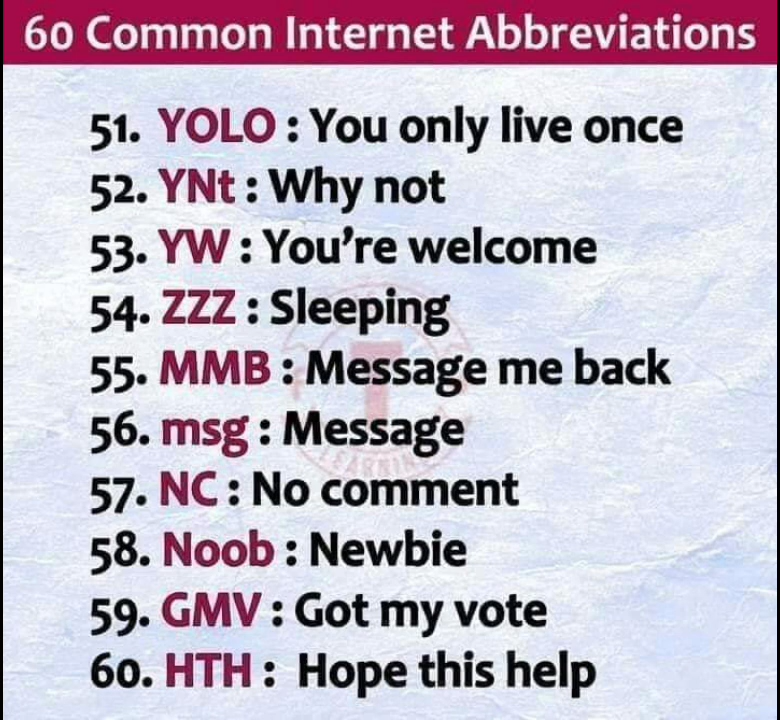 60 Common Internet Abbreviations
51. YOLO : You only live once
52. YNt : Why not
53. YW : You're welcome
54. ZZZ : Sleeping
55. MMB : Message me back
56. msg : Message
57. NC : No comment
58. Noob : Newbie
59. GMV : Got my vote
60. HTH : Hope this help